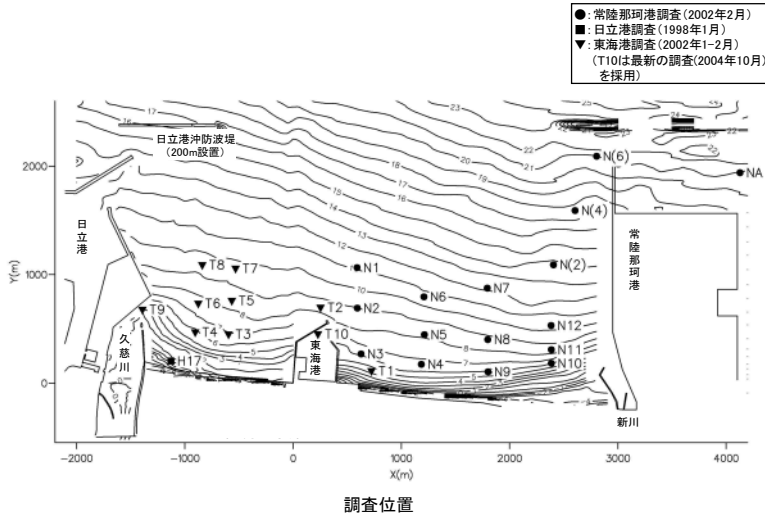 ●：常陸那珂港調査（2002年2月）
■：日立港調査（1998年1月）
▼：東海港調査（2002年1-2月）
（T10は最新の調査（2004年10月）
を採用）
日立港沖防波堤
（200m設置）
日立港
久慈川
東海港
常陸那珂港
新川
N(6)
NA
N(4)
N(2)
N1
N7
N6
N2
N12
N5
N8
N11
N3
N4
N10
N9
T8
T7
T6
T5
T2
T9
T4
T3
T10
H17
T1
Y(m)
2000
1000
0
−2000
−1000
0
1000
2000
3000
4000
X(m)
調査位置